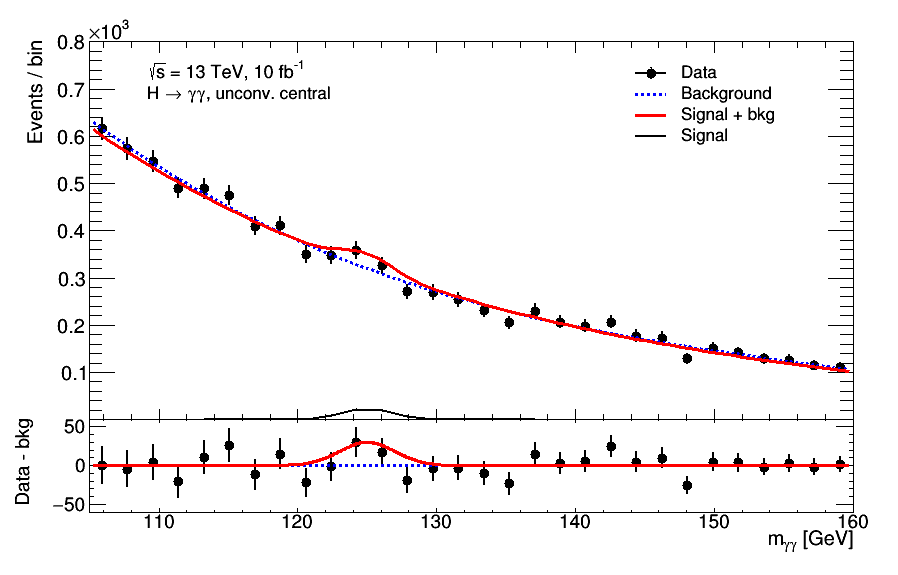 ×10³
Events / bin
0.8
0.7
0.6
0.5
0.4
0.3
0.2
0.1
√s = 13 TeV, 10 fb⁻¹
H → γγ, unconv. central
Data
Background
Signal + bkg
Signal
Data - bkg
50
0
−50
110 120 130 140 150 160
m_γγ [GeV]